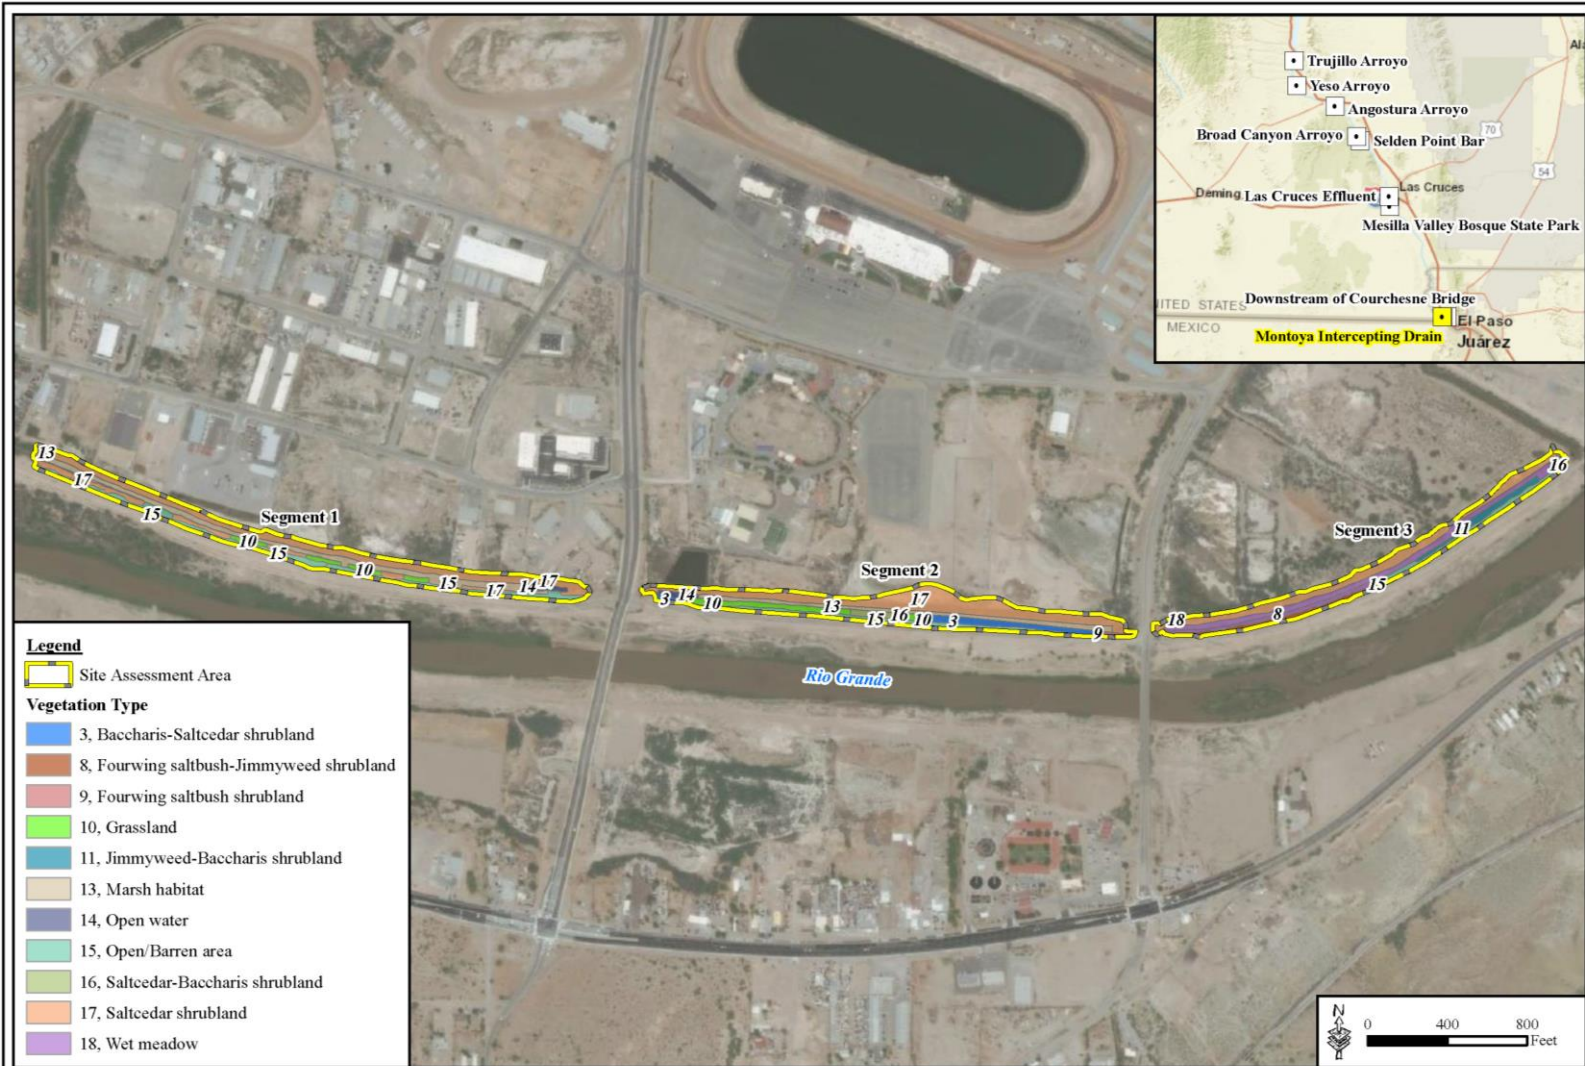 Trujillo Arroyo
Yeso Arroyo
Angostura Arroyo
Broad Canyon Arroyo
Selden Point Bar
70
54
Deming
Las Cruces Effluent
Las Cruces
Mesilla Valley Bosque State Park
Downstream of Courchesne Bridge
UNITED STATES
MEXICO
El Paso
Juárez
Montoya Intercepting Drain
13
17
15
Segment 1
10
15
10
15
17
14
17
Segment 2
3
14
10
13
15
16
17
10
3
9
Segment 3
18
8
15
11
16
Rio Grande
Legend
Site Assessment Area
Vegetation Type
3, Baccharis-Saltcedar shrubland
8, Fourwing saltbush-Jimmyweed shrubland
9, Fourwing saltbush shrubland
10, Grassland
11, Jimmyweed-Baccharis shrubland
13, Marsh habitat
14, Open water
15, Open/Barren area
16, Saltcedar-Baccharis shrubland
17, Saltcedar shrubland
18, Wet meadow
N
0 400 800
Feet